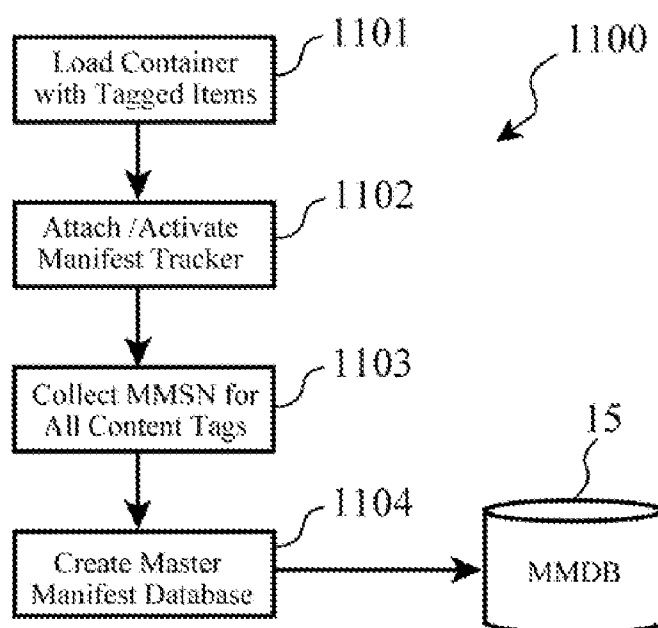 1101
1100
Load Container
with Tagged Items
1102
Attach /Activate
Manifest Tracker
1103
Collect MMSN for
All Content Tags
15
1104
Create Master
Manifest Database
MMDB